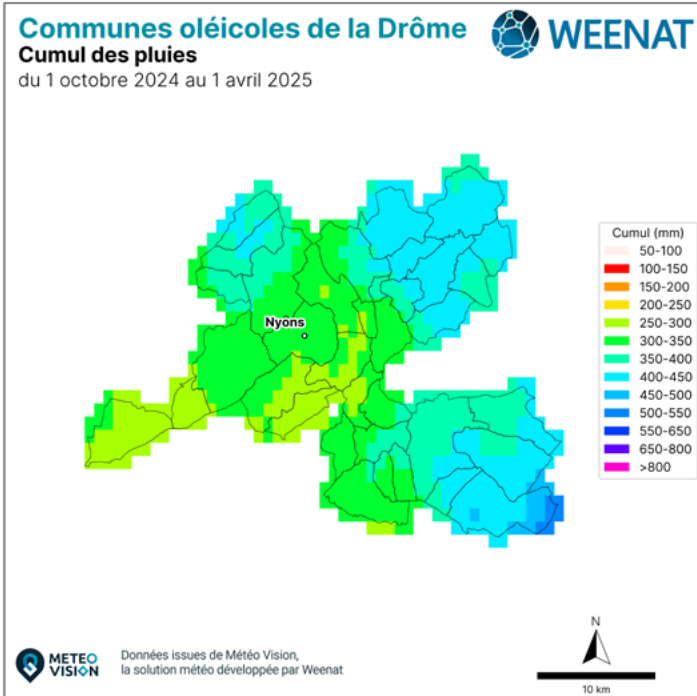 Communes oléicoles de la Drôme
WEENAT
Cumul des pluies
du 1 octobre 2024 au 1 avril 2025
Cumul (mm)
50-100
100-150
150-200
200-250
250-300
300-350
350-400
400-450
450-500
500-550
550-650
650-800
>800
Nyons
METEO
VISION
Données issues de Météo Vision,
la solution météo développée par Weenat
N
10 km